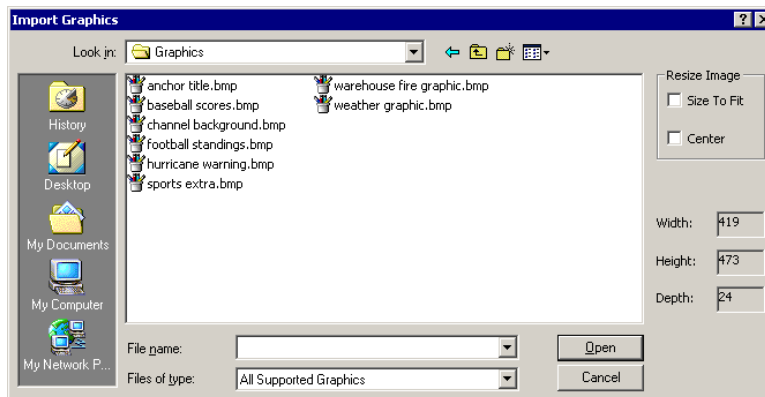 Import Graphics
Look in: Graphics
History
Desktop
My Documents
My Computer
My Network P...
anchor title.bmp
baseball scores.bmp
channel background.bmp
football standings.bmp
hurricane warning.bmp
sports extra.bmp
warehouse fire graphic.bmp
weather graphic.bmp
Resize Image
Size To Fit
Center
Width: 419
Height: 473
Depth: 24
File name:
Open
Files of type: All Supported Graphics
Cancel